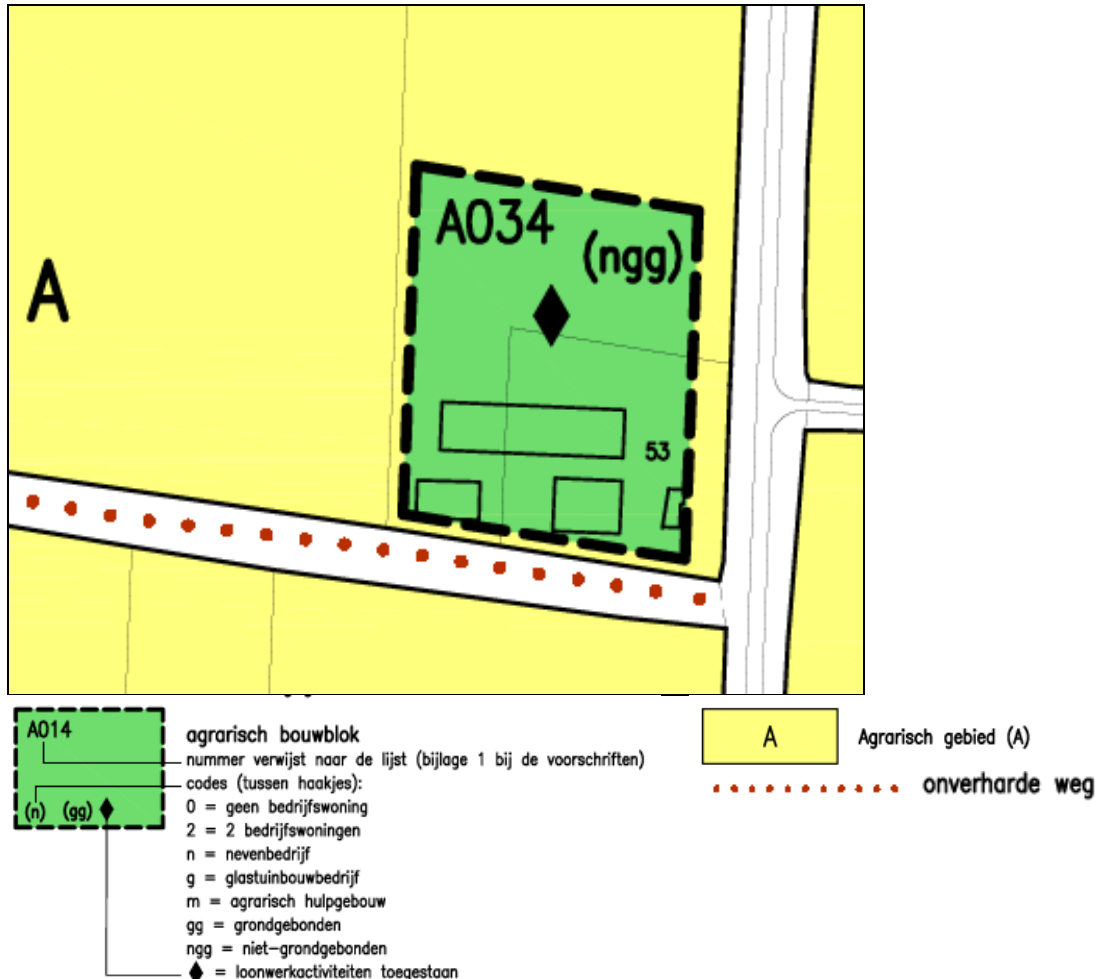 A034
(ngg)
A
53
A014
(n) (gg)
agrarisch bouwblok
nummer verwijst naar de lijst (bijlage 1 bij de voorschriften)
codes (tussen haakjes):
0 = geen bedrijfswoning
2 = 2 bedrijfswoningen
n = nevenbedrijf
g = glastuinbouwbedrijf
m = agrarisch hulpgebouw
gg = grondgebonden
ngg = niet-grondgebonden
♦ = loonwerkactiviteiten toegestaan
A
Agrarisch gebied (A)
onverharde weg